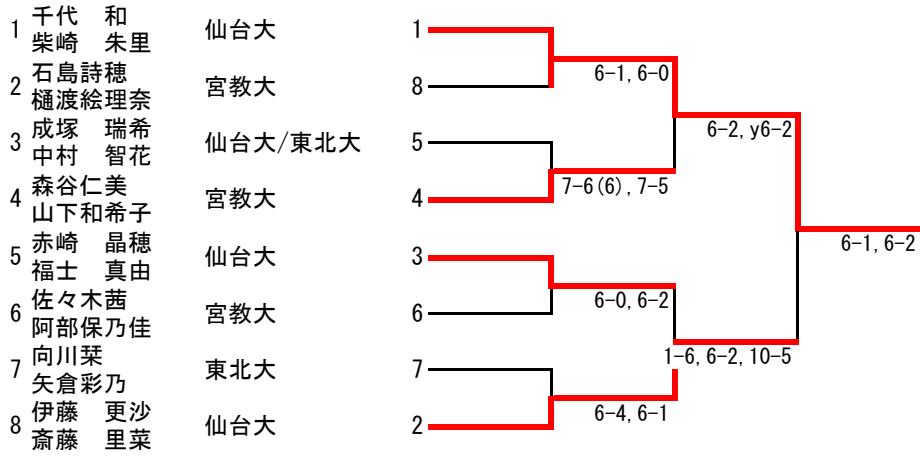 千代　和
1 仙台大 1
柴崎　朱里
6-1, 6-0
石島詩穂
2 宮教大 8
樋渡絵理奈
6-2, y6-2
成塚　瑞希
3 仙台大/東北大 5
中村　智花
7-6(6), 7-5
森谷仁美
4 宮教大 4
山下和希子
6-1, 6-2
赤崎　晶穂
5 仙台大 3
福士　真由
6-0, 6-2
佐々木茜
6 宮教大 6
阿部保乃佳
1-6, 6-2, 10-5
向川栞
7 東北大 7
矢倉彩乃
6-4, 6-1
伊藤　更沙
8 仙台大 2
斎藤　里菜